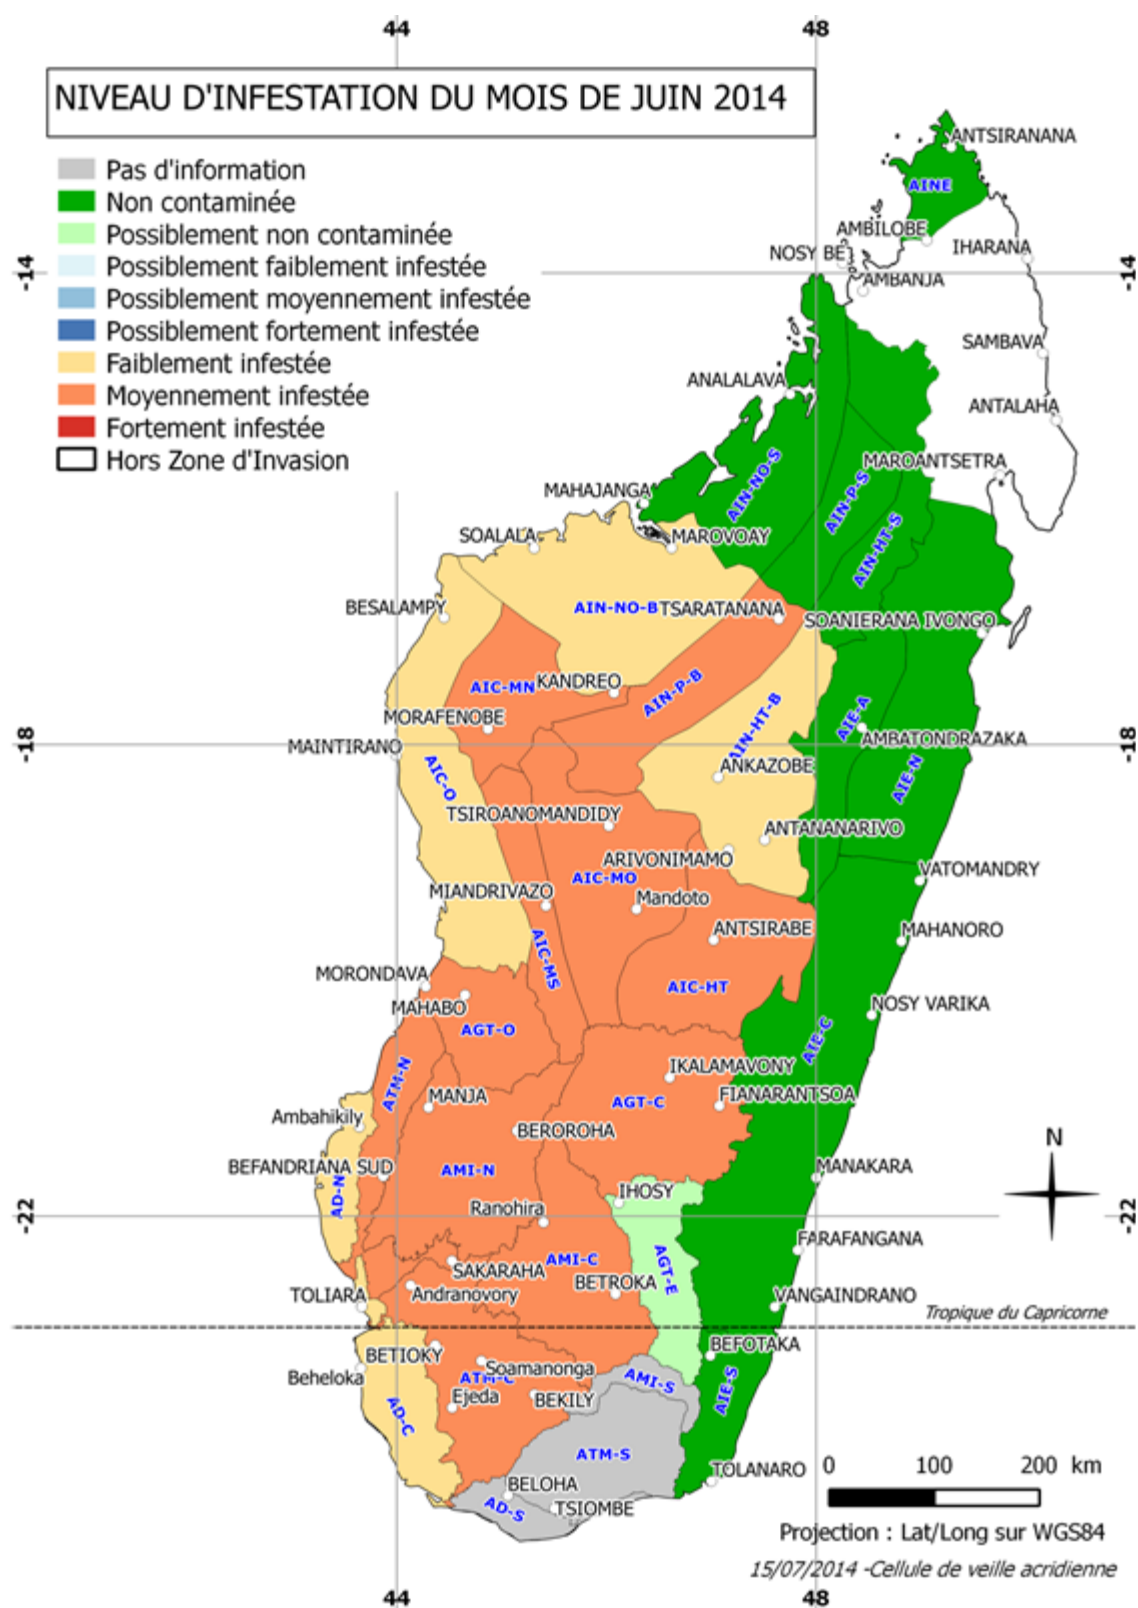 44 48
NIVEAU D'INFESTATION DU MOIS DE JUIN 2014
Pas d'information
Non contaminée
Possiblement non contaminée
Possiblement faiblement infestée
Possiblement moyennement infestée
Possiblement fortement infestée
Faiblement infestée
Moyennement infestée
Fortement infestée
Hors Zone d'Invasion
ANTSIRANANA
AINE
AMBILOBE
NOSY BE
IHARANA
-14 -14
AMBANJA
SAMBAVA
ANALALAVA
ANTALAHA
MAROANTSETRA
AIN-NO-S
AIN-P-S
MAHAJANGA
AIN-HT-S
SOALALA
MAROVOAY
BESALAMPY
AIN-NO-B
TSARATANANA
SOANIERANA IVONGO
AIC-MN
KANDREO
AIN-P-B
MORAFENOBE
AIN-HT-B
AIE-A
AMBATONDRAZAKA
MAINTIRANO
-18 -18
AIC-O
ANKAZOBE
AIE-N
TSIROANOMANDIDY
ANTANANARIVO
ARIVONIMAMO
VATOMANDRY
AIC-MO
MIANDRIVAZO
Mandoto
ANTSIRABE
MAHANORO
AIC-MS
MORONDAVA
AIC-HT
MAHABO
NOSY VARIKA
AGT-O
AIE-C
IKALAMAVONY
ATM-N
MANJA
AGT-C
FIANARANTSOA
Ambahikily
BEROROHA
N
BEFANDRIANA SUD
AMI-N
MANAKARA
AD-N
IHOSY
Ranohira
-22 -22
FARAFANGANA
SAKARAHA
AMI-C
AGT-E
BETROKA
TOLIARA
Andranovory
VANGAINDRANO
Tropique du Capricorne
BETIOKY
BEFOTAKA
Beheloka
Soamanonga
ATM-C
AMI-S
AIE-S
Ejeda
BEKILY
AD-C
ATM-S
0 100 200 km
TOLANARO
BELOHA
AD-S
TSIOMBE
Projection : Lat/Long sur WGS84
15/07/2014 -Cellule de veille acridienne
44 48